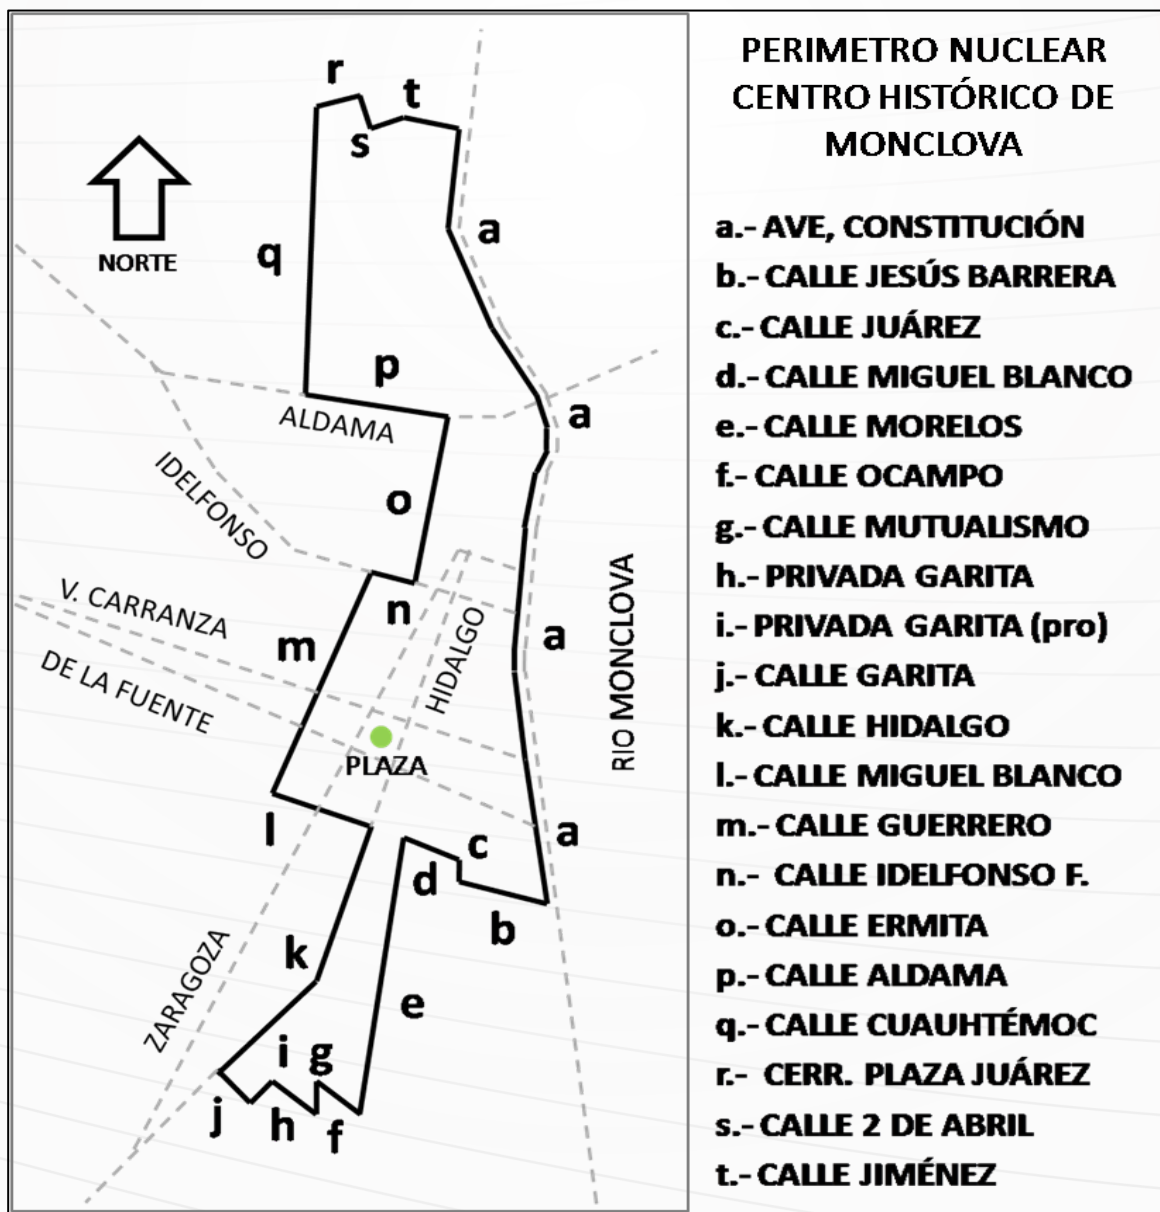 r
t
s
a
q
NORTE
p
ALDAMA
a
o
IDELFONSO
n
V. CARRANZA
m
HIDALGO
a
RIO MONCLOVA
DE LA FUENTE
PLAZA
l
c
a
d
b
k
ZARAGOZA
e
i
g
j
h
f
PERIMETRO NUCLEAR
CENTRO HISTÓRICO DE
MONCLOVA
a.- AVE, CONSTITUCIÓN
b.- CALLE JESÚS BARRERA
c.- CALLE JUÁREZ
d.- CALLE MIGUEL BLANCO
e.- CALLE MORELOS
f.- CALLE OCAMPO
g.- CALLE MUTUALISMO
h.- PRIVADA GARITA
i.- PRIVADA GARITA (pro)
j.- CALLE GARITA
k.- CALLE HIDALGO
l.- CALLE MIGUEL BLANCO
m.- CALLE GUERRERO
n.- CALLE IDELFONSO F.
o.- CALLE ERMITA
p.- CALLE ALDAMA
q.- CALLE CUAUHTÉMOC
r.- CERR. PLAZA JUÁREZ
s.- CALLE 2 DE ABRIL
t.- CALLE JIMÉNEZ